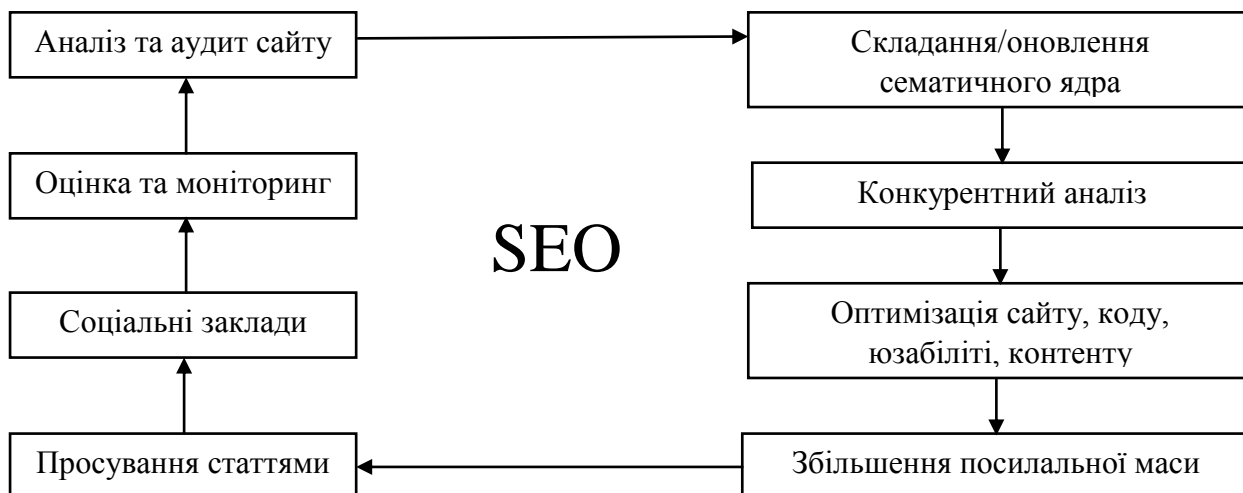 Аналіз та аудит сайту
Складання/оновлення
сематичного ядра
Оцінка та моніторинг
Конкурентний аналіз
SEO
Соціальні заклади
Оптимізація сайту, коду,
юзабіліті, контенту
Просування статтями
Збільшення посилальної маси